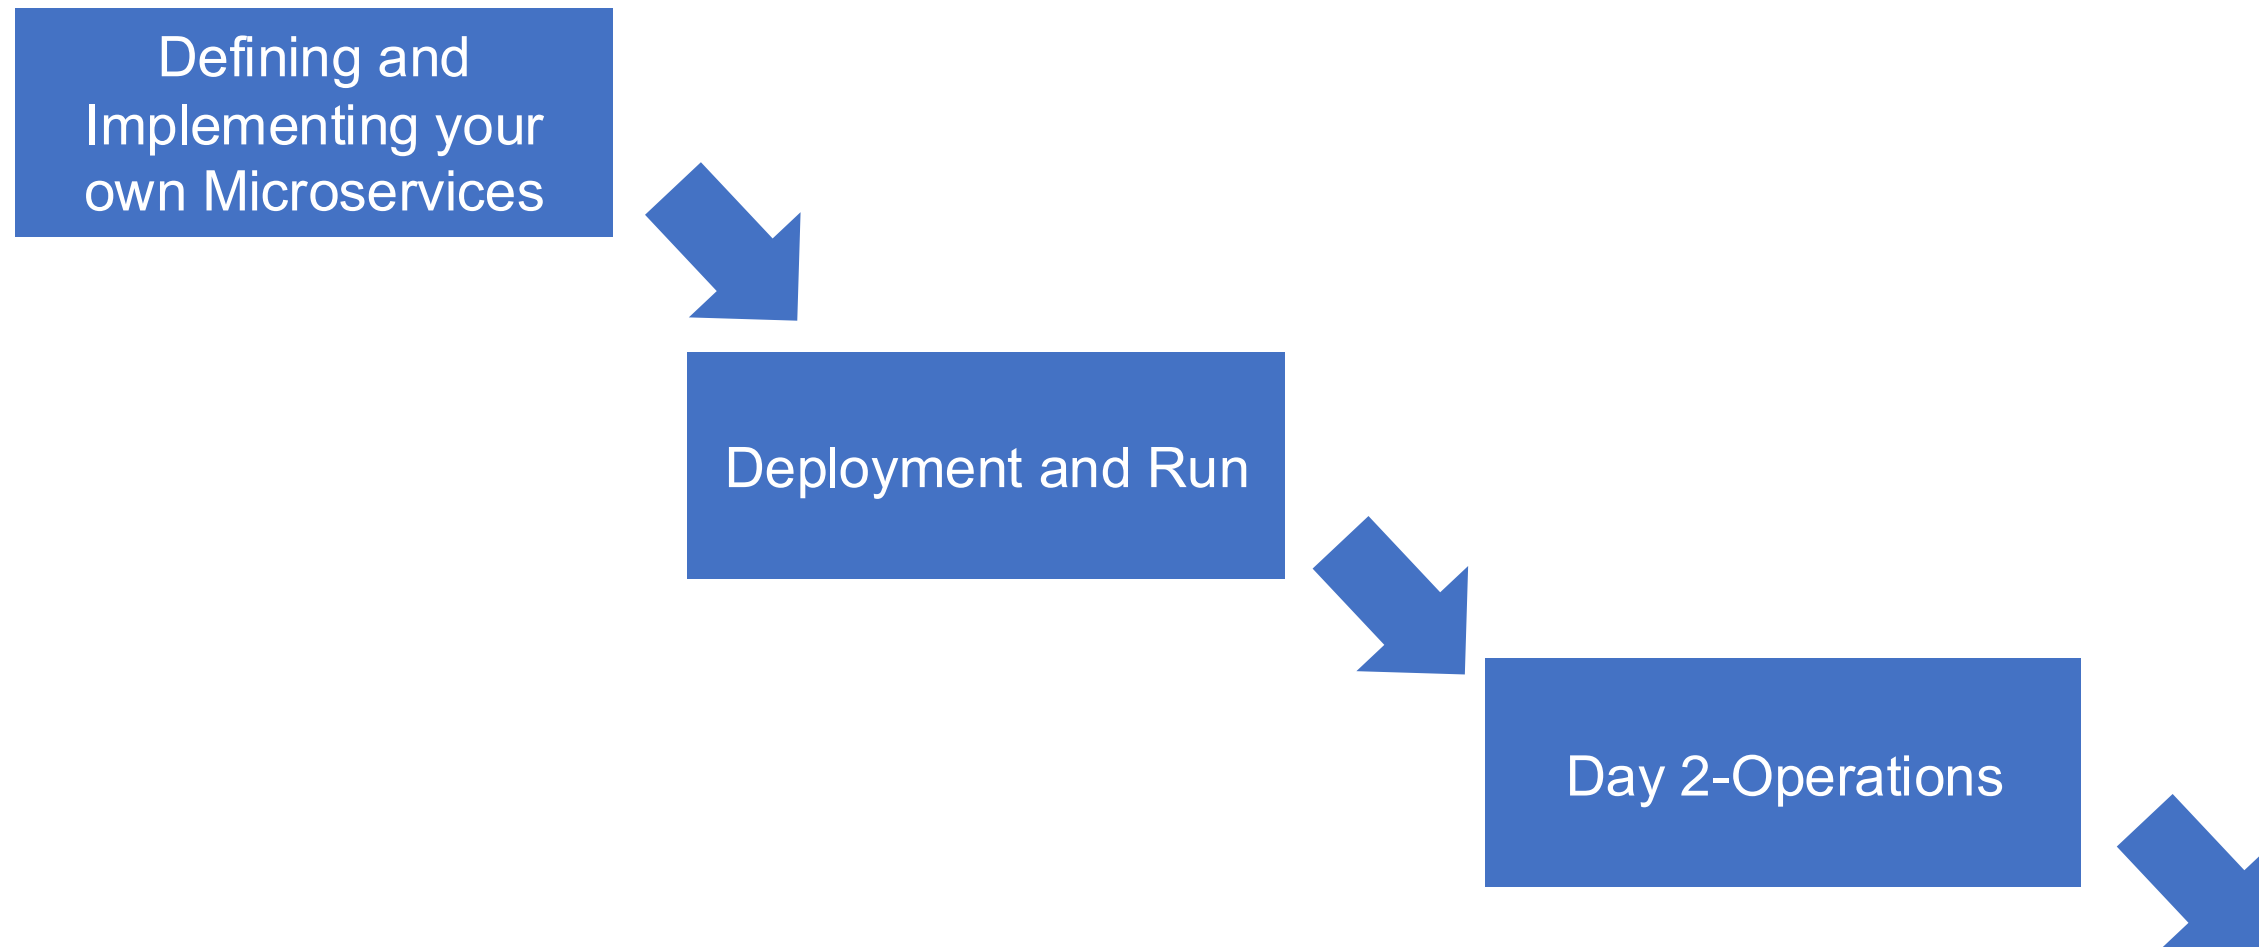 Defining and
Implementing your
own Microservices
Deployment and Run
Day 2-Operations